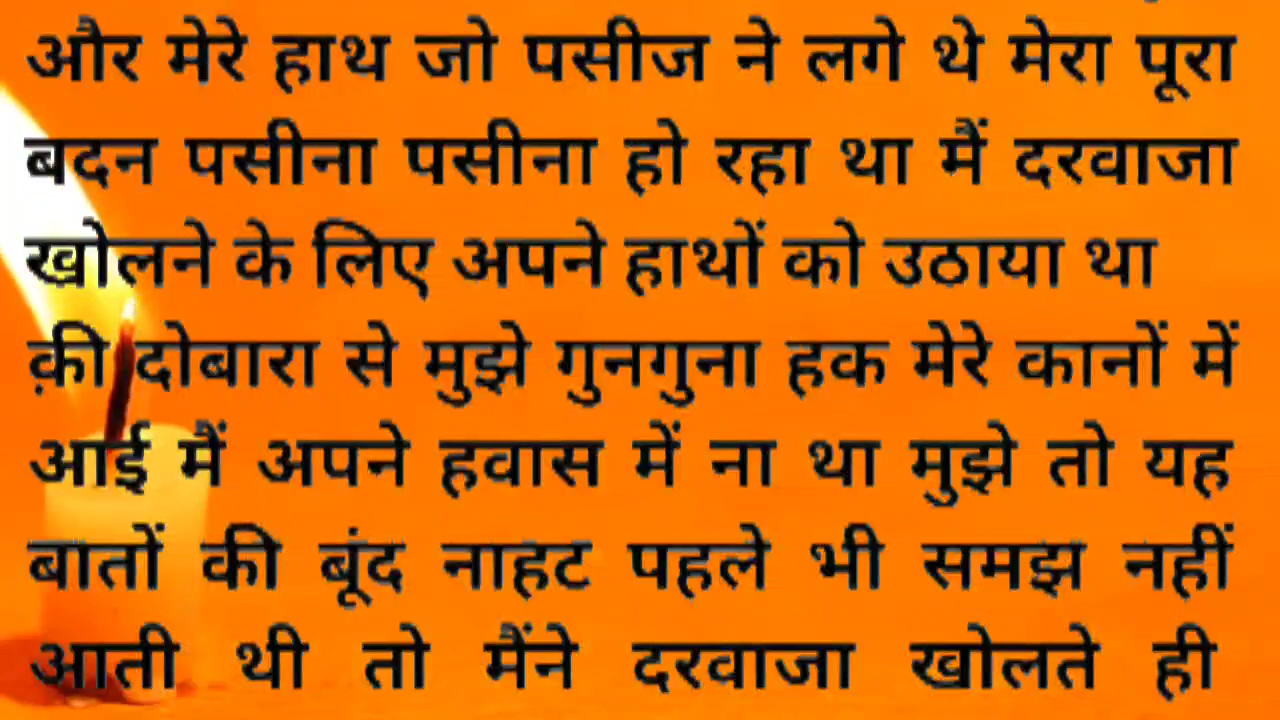 और मेरे हाथ जो पसीज ने लगे थे मेरा पूरा
बदन पसीना पसीना हो रहा था मैं दरवाजा
खोलने के लिए अपने हाथों को उठाया था
क़ी दोबारा से मुझे गुनगुना हक मेरे कानों में
आई मैं अपने हवास में ना था मुझे तो यह
बातों की बूंद नाहट पहले भी समझ नहीं
आती थी तो मैंने दरवाजा खोलते ही